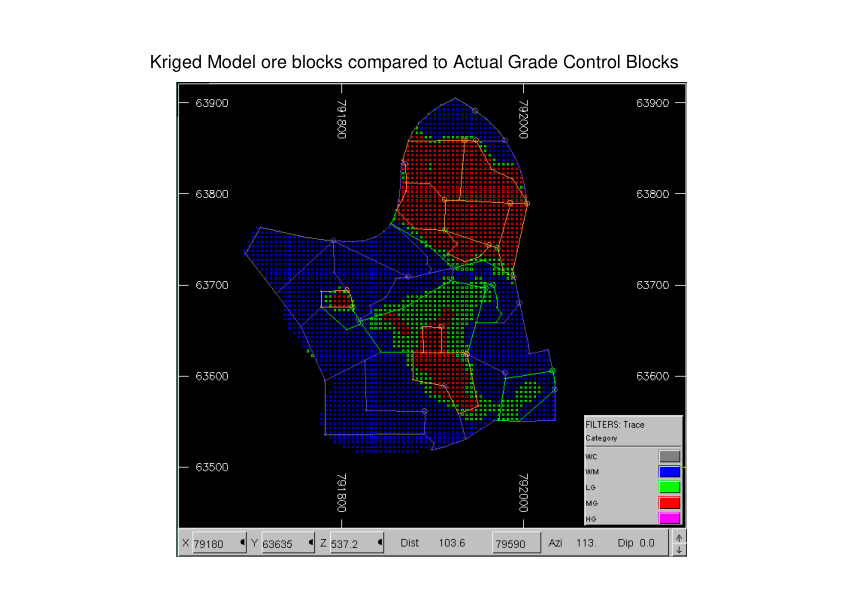 Kriged Model ore blocks compared to Actual Grade Control Blocks
63900
791800
792000
63900
63800
63800
63700
63700
63600
63600
63500
791800
792000
FILTERS: Trace
Category
WC
WM
LG
MG
HG
X 79180 Y 63635 Z 537.2 Dist 103.6 79590 Azi 113. Dip 0.0